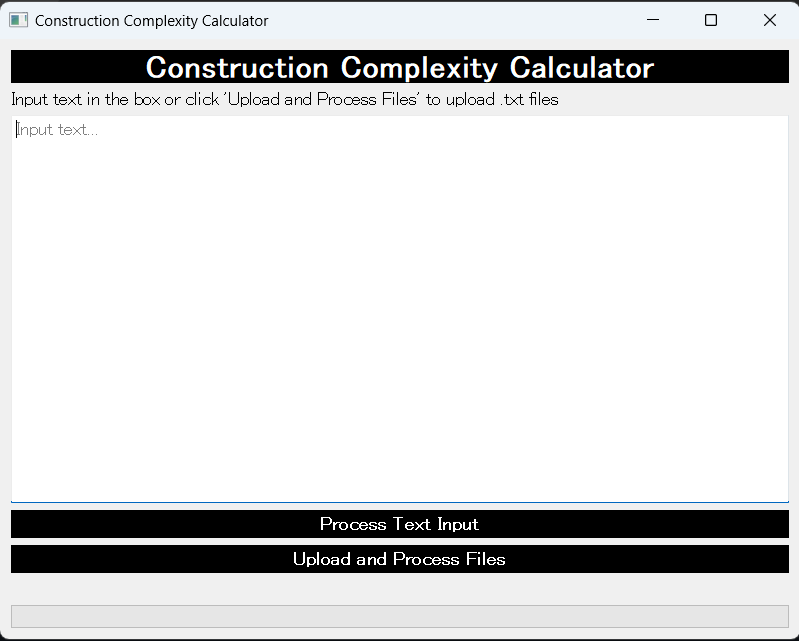 Construction Complexity Calculator
Construction Complexity Calculator
Input text in the box or click 'Upload and Process Files' to upload .txt files
Input text...
Process Text Input
Upload and Process Files